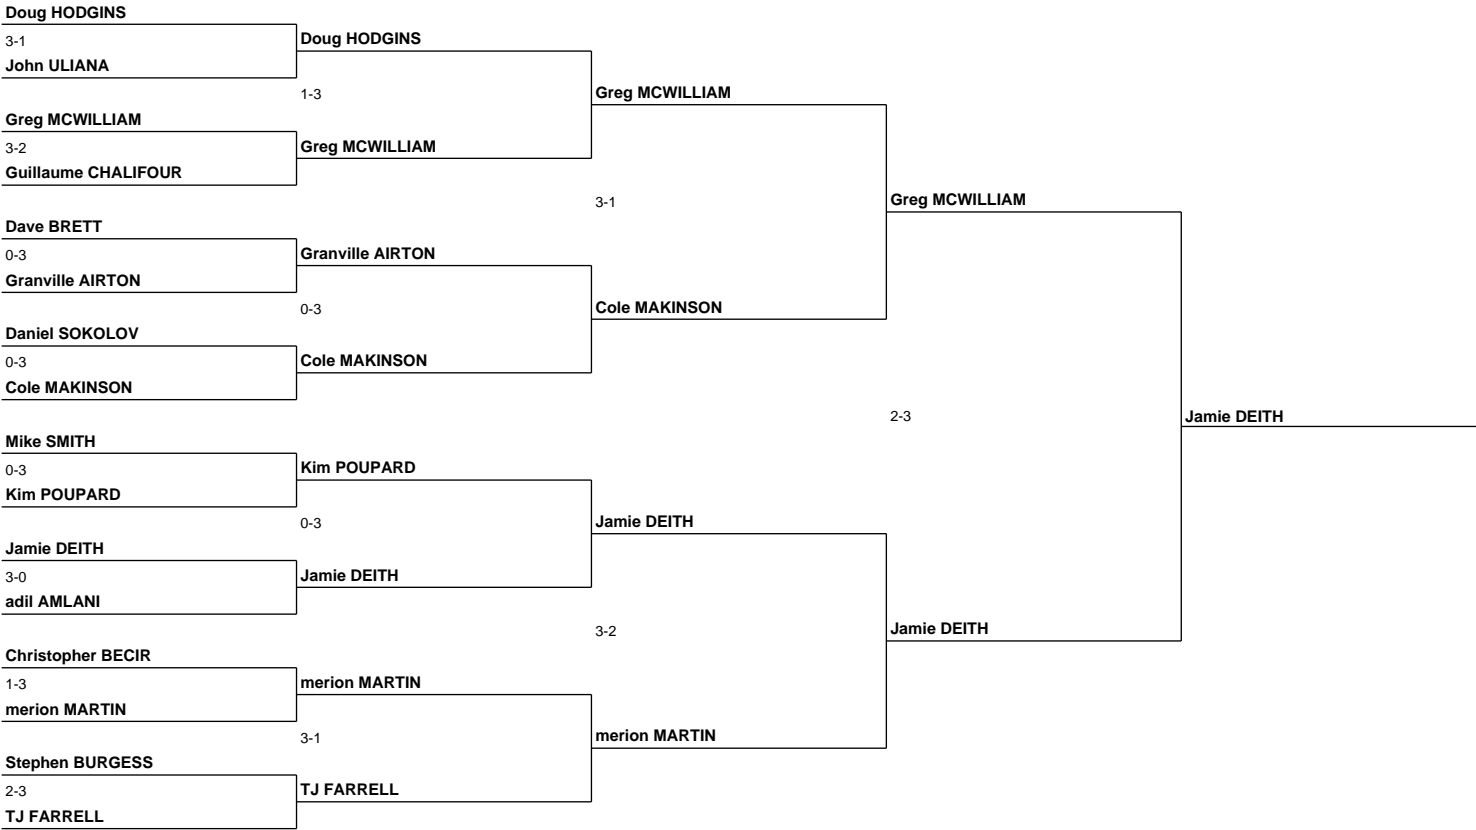 Doug HODGINS
3-1
John ULIANA
Greg MCWILLIAM
3-2
Guillaume CHALIFOUR
Dave BRETT
0-3
Granville AIRTON
Daniel SOKOLOV
0-3
Cole MAKINSON
Mike SMITH
0-3
Kim POUPARD
Jamie DEITH
3-0
adil AMLANI
Christopher BECIR
1-3
merion MARTIN
Stephen BURGESS
2-3
TJ FARRELL
Doug HODGINS
1-3
Greg MCWILLIAM
Granville AIRTON
0-3
Cole MAKINSON
Kim POUPARD
0-3
Jamie DEITH
merion MARTIN
3-1
TJ FARRELL
Greg MCWILLIAM
3-1
Cole MAKINSON
Jamie DEITH
3-2
merion MARTIN
Greg MCWILLIAM
2-3
Jamie DEITH
Jamie DEITH